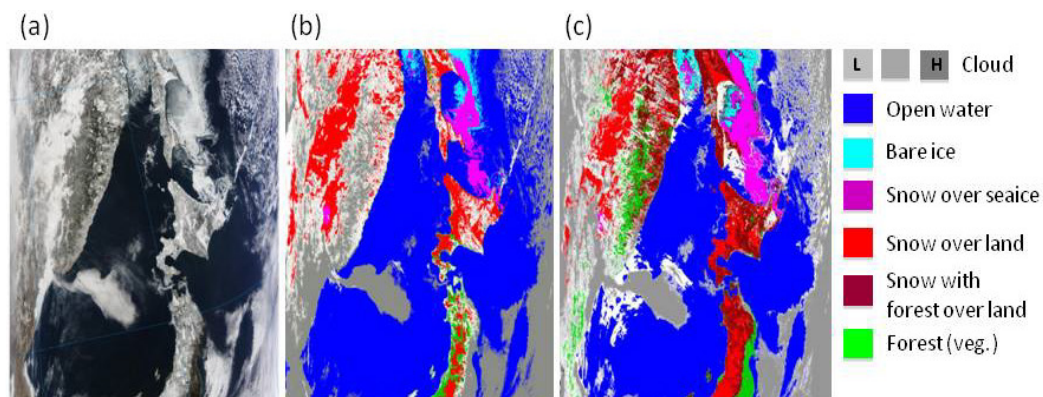 (a)
(b)
(c)
L H Cloud
Open water
Bare ice
Snow over seaice
Snow over land
Snow with
forest over land
Forest (veg.)